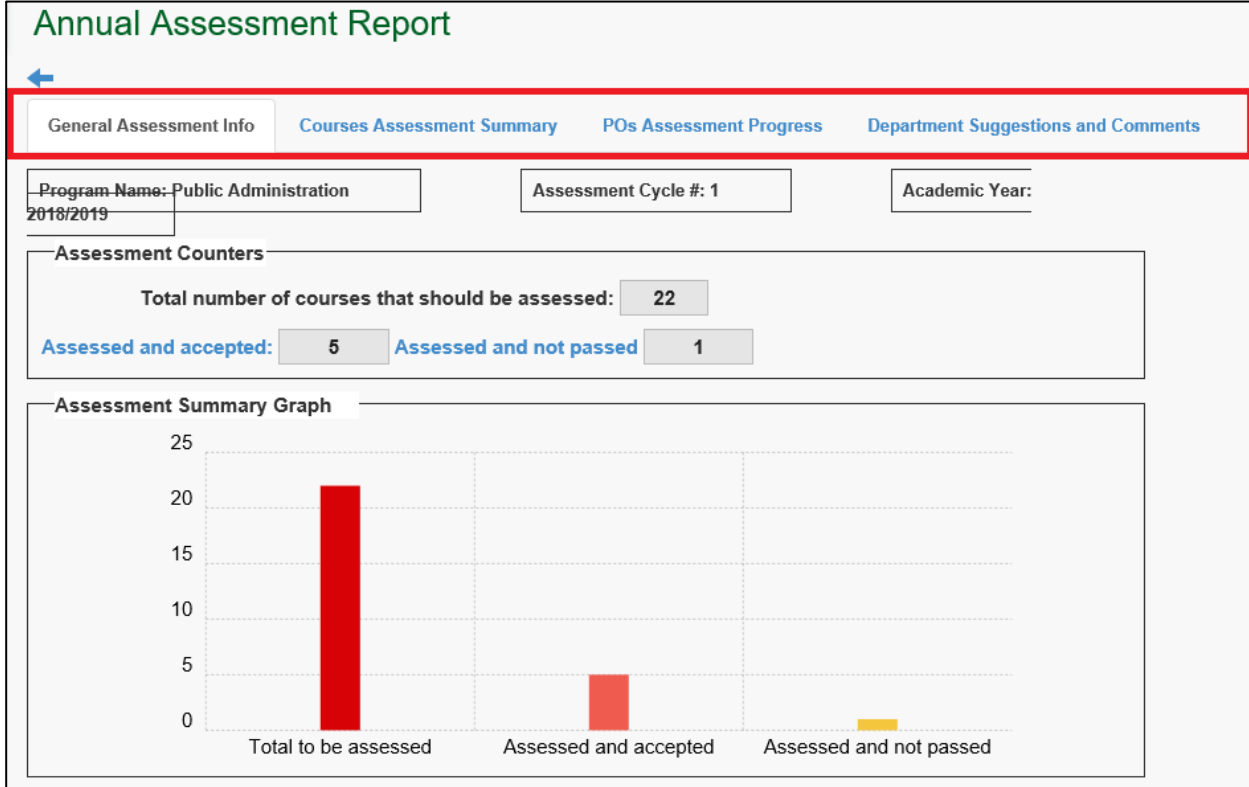 Annual Assessment Report
General Assessment Info Courses Assessment Summary POs Assessment Progress Department Suggestions and Comments
Program Name: Public Administration Assessment Cycle #: 1 Academic Year:
2018/2019
Assessment Counters
Total number of courses that should be assessed: 22
Assessed and accepted: 5 Assessed and not passed 1
Assessment Summary Graph
25
20
15
10
5
0
Total to be assessed Assessed and accepted Assessed and not passed